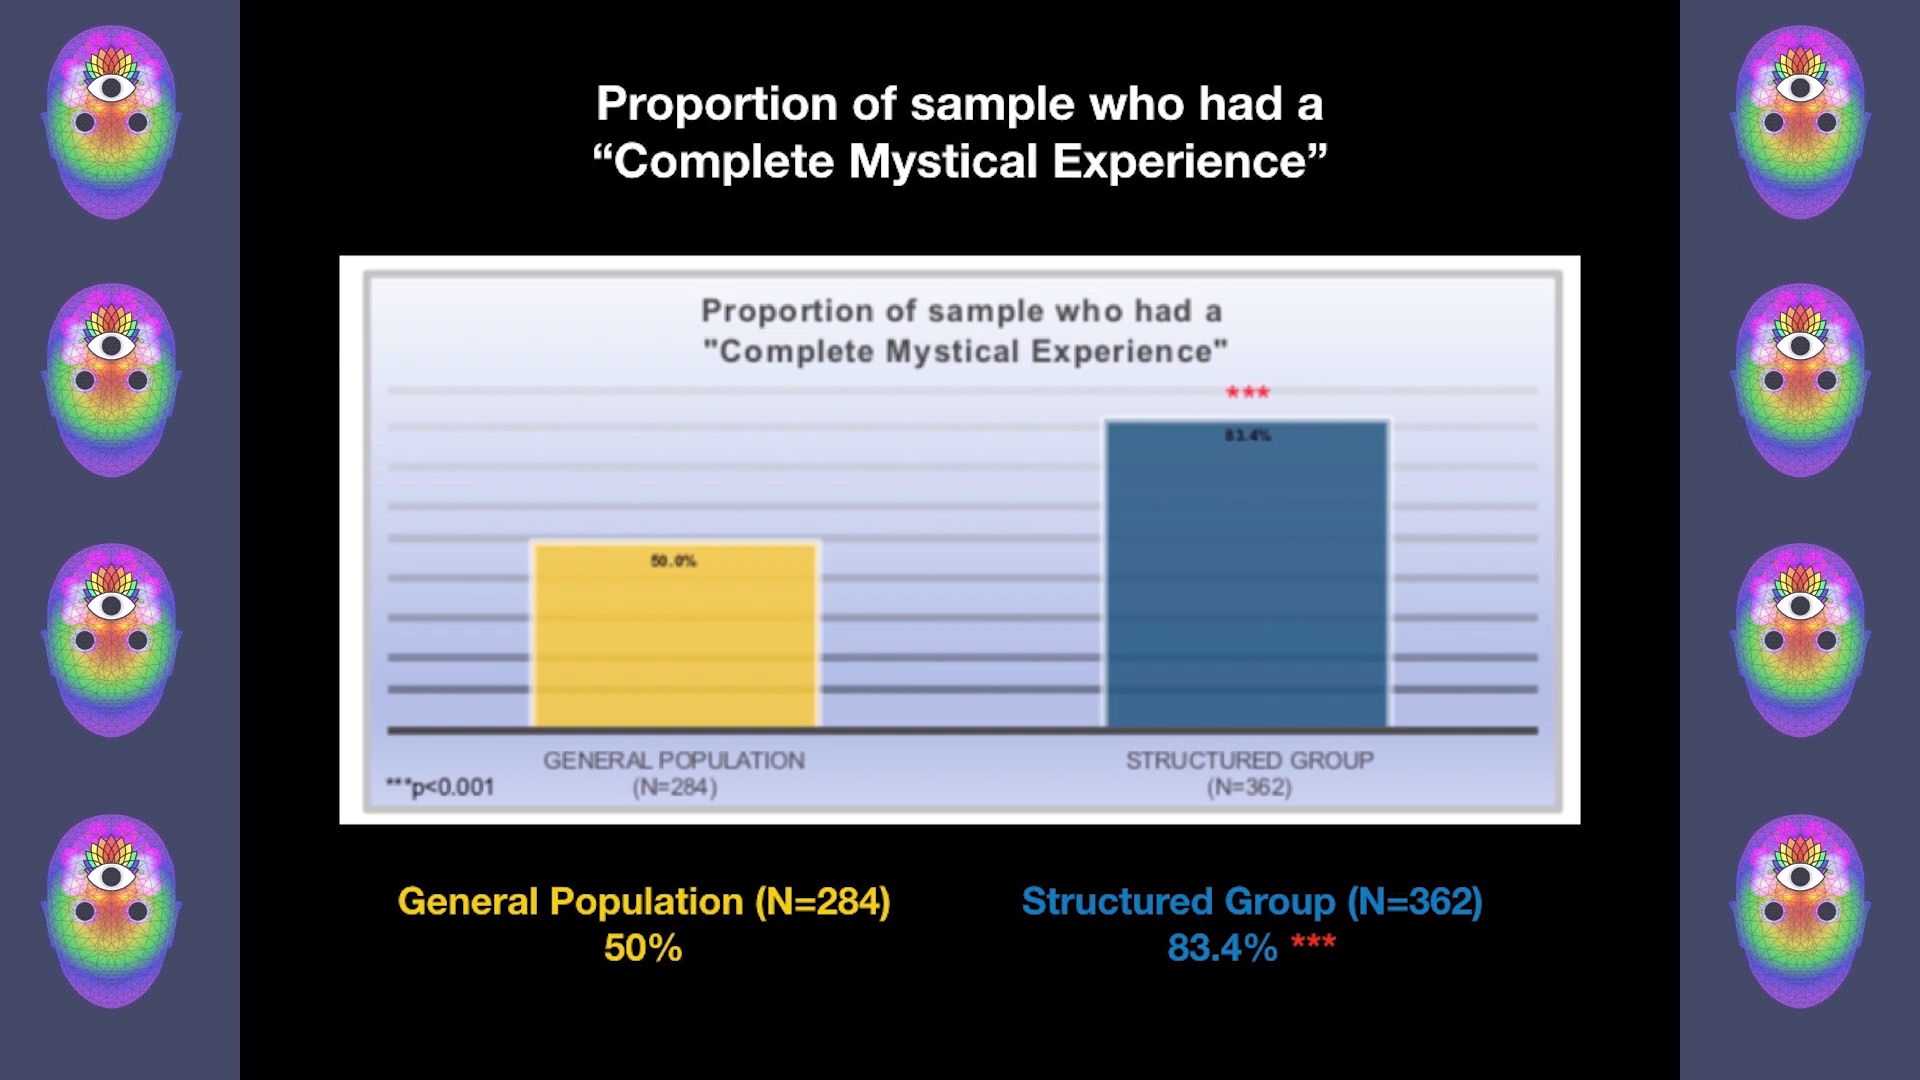 Proportion of sample who had a
“Complete Mystical Experience”
Proportion of sample who had a
"Complete Mystical Experience"
***
83.4%
50.0%
GENERAL POPULATION
(N=284)
STRUCTURED GROUP
(N=362)
***p<0.001
General Population (N=284)
50%
Structured Group (N=362)
83.4% ***